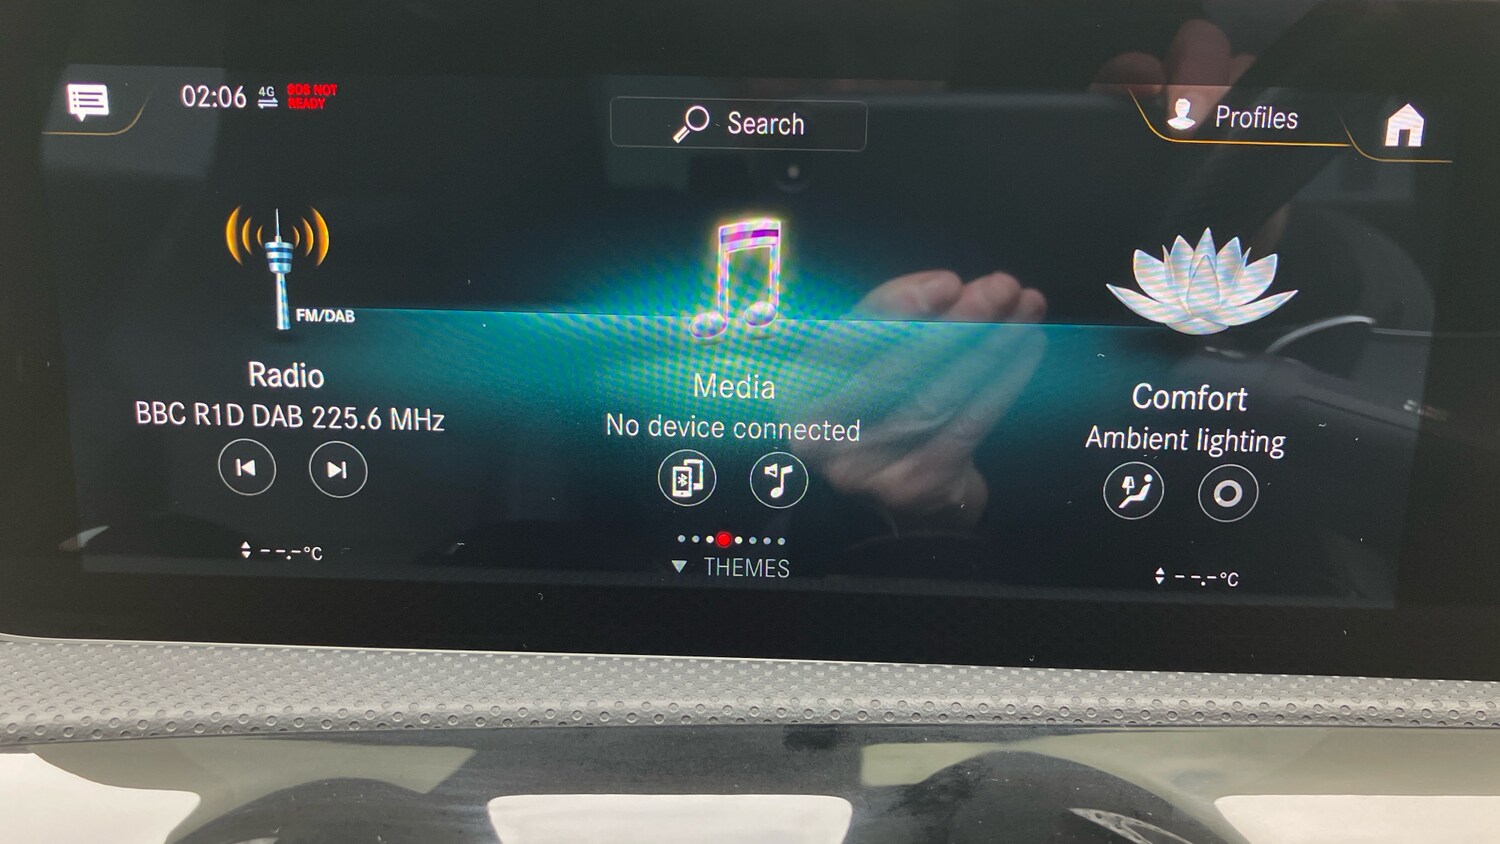 02:06 4G SOS NOT
READY
Search
Profiles
FM/DAB
Radio
BBC R1D DAB 225.6 MHz
Media
No device connected
Comfort
Ambient lighting
--.-°C
THEMES
--.-°C